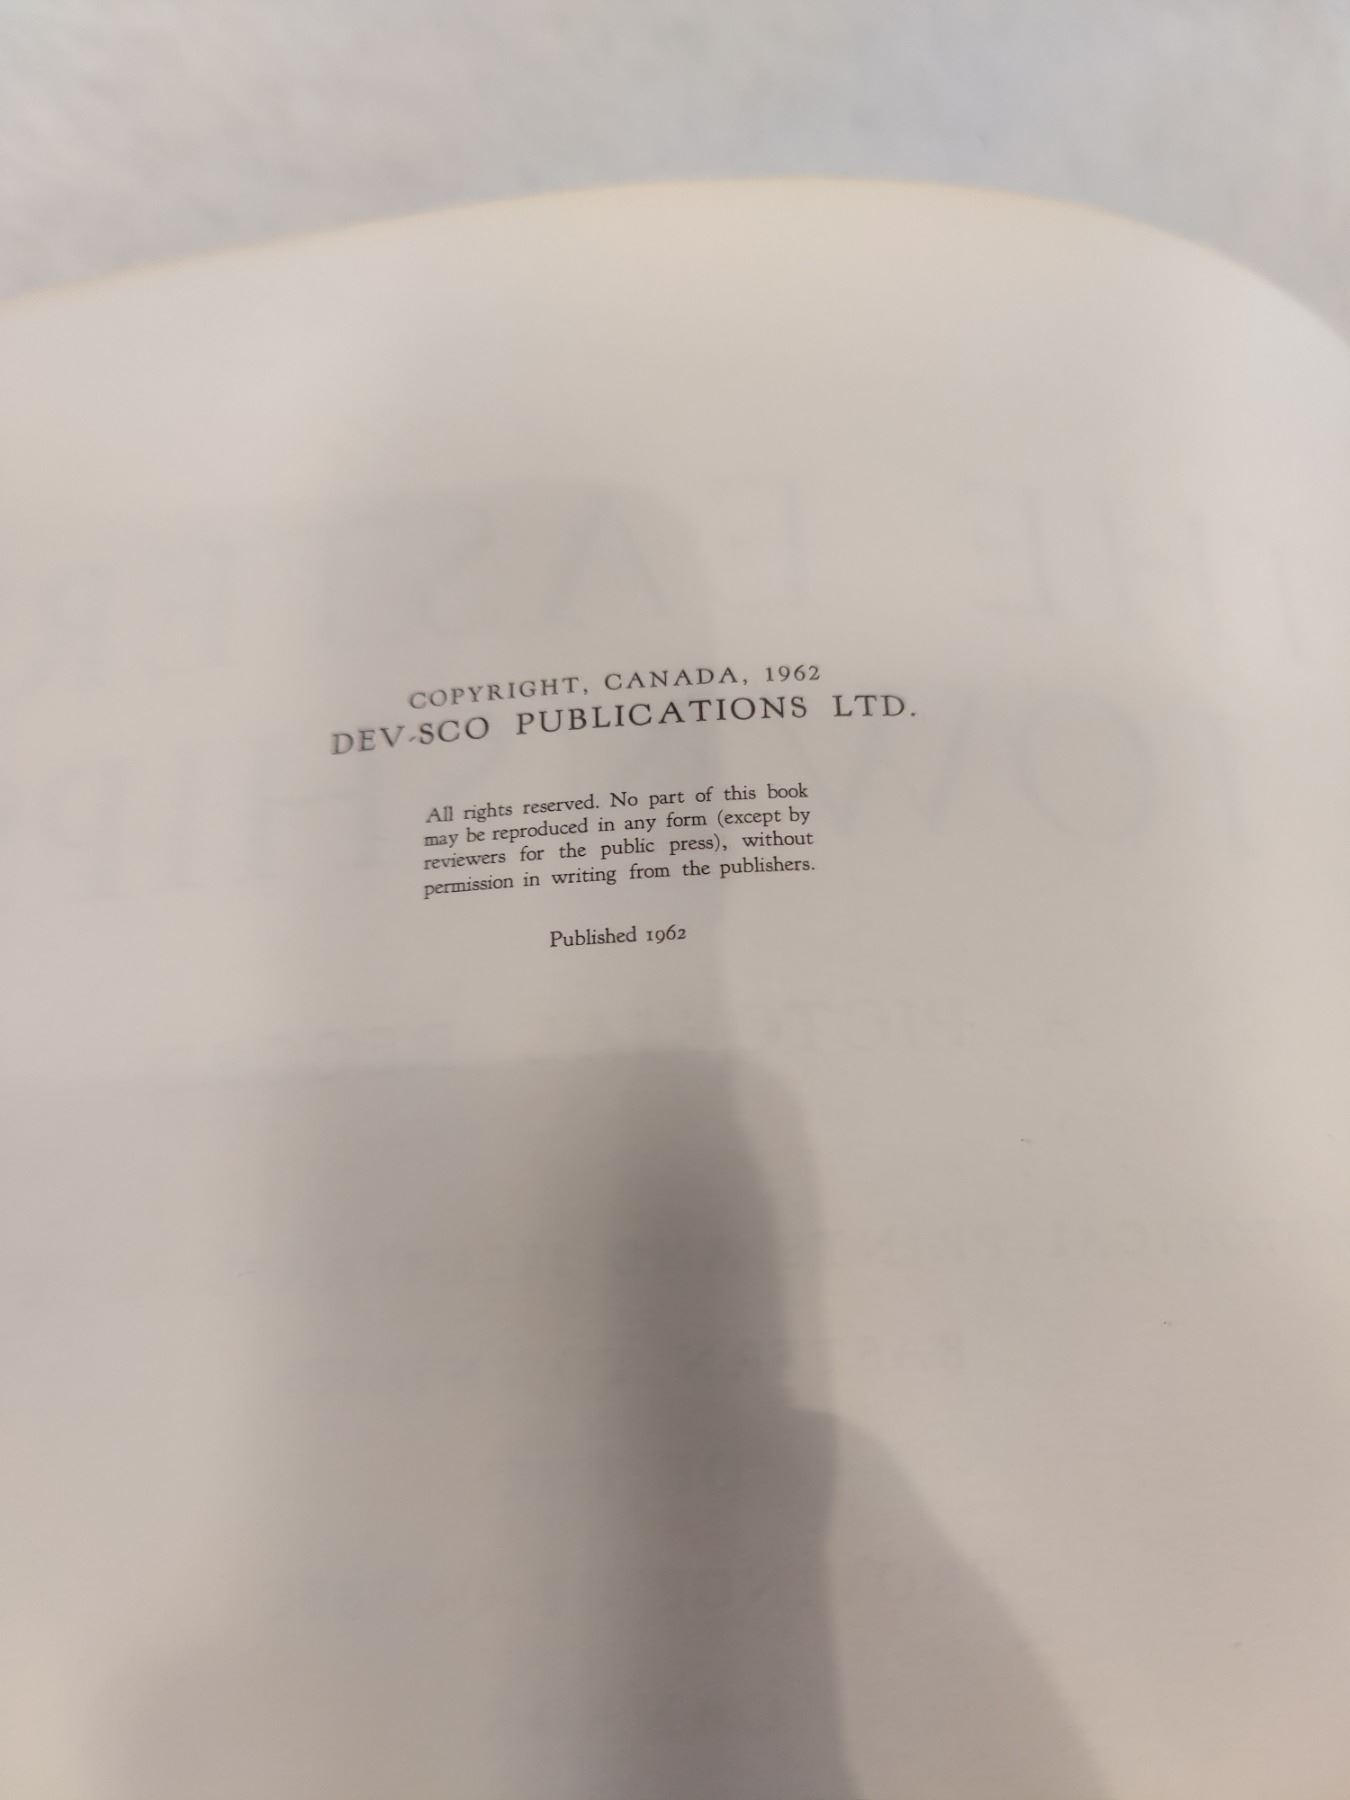 COPYRIGHT, CANADA, 1962
DEV-SCO PUBLICATIONS LTD.
All rights reserved. No part of this book
may be reproduced in any form (except by
reviewers for the public press), without
permission in writing from the publishers.
Published 1962